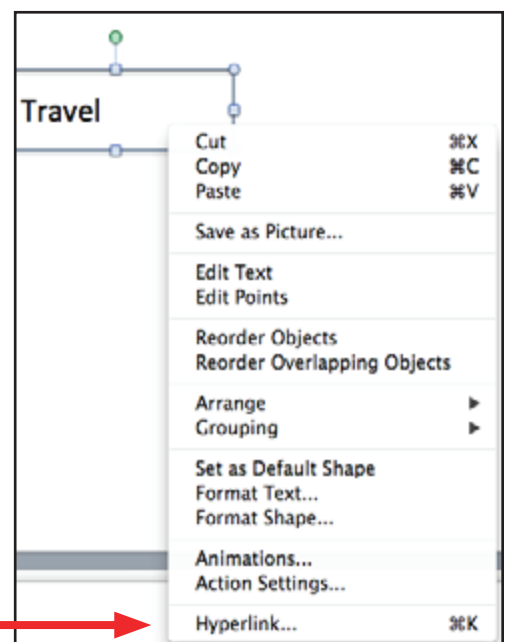 Travel
Cut ⌘X
Copy ⌘C
Paste ⌘V
Save as Picture...
Edit Text
Edit Points
Reorder Objects
Reorder Overlapping Objects
Arrange
Grouping
Set as Default Shape
Format Text...
Format Shape...
Animations...
Action Settings...
Hyperlink... ⌘K